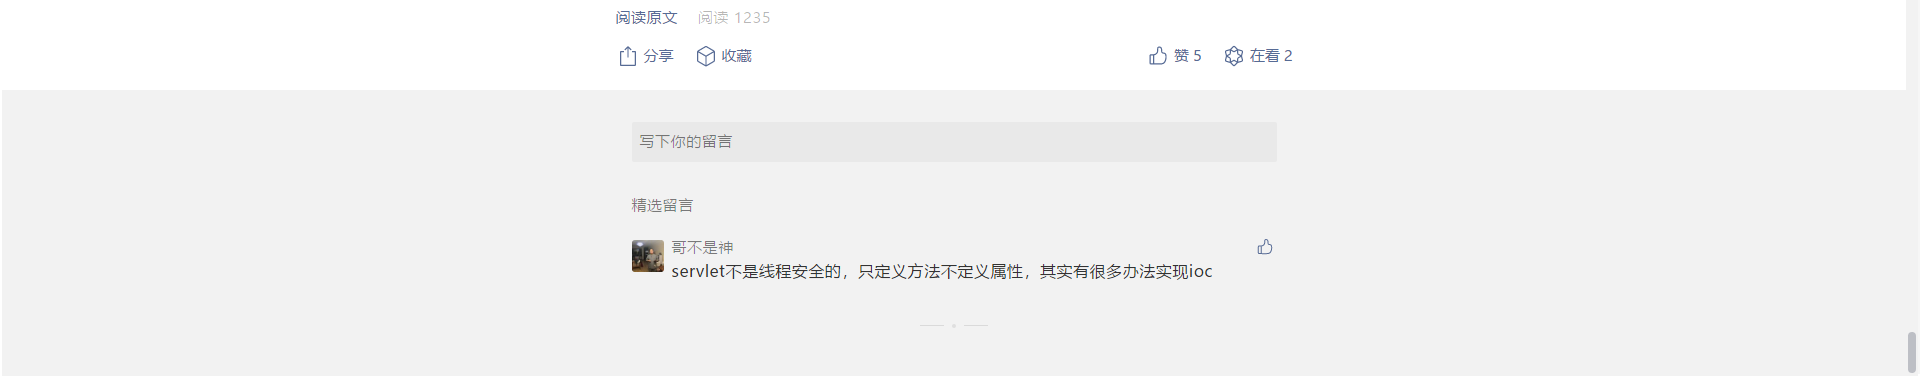 阅读原文 阅读 1235
分享 收藏 赞 5 在看 2
写下你的留言
精选留言
哥不是神
servlet不是线程安全的，只定义方法不定义属性，其实有很多办法实现ioc